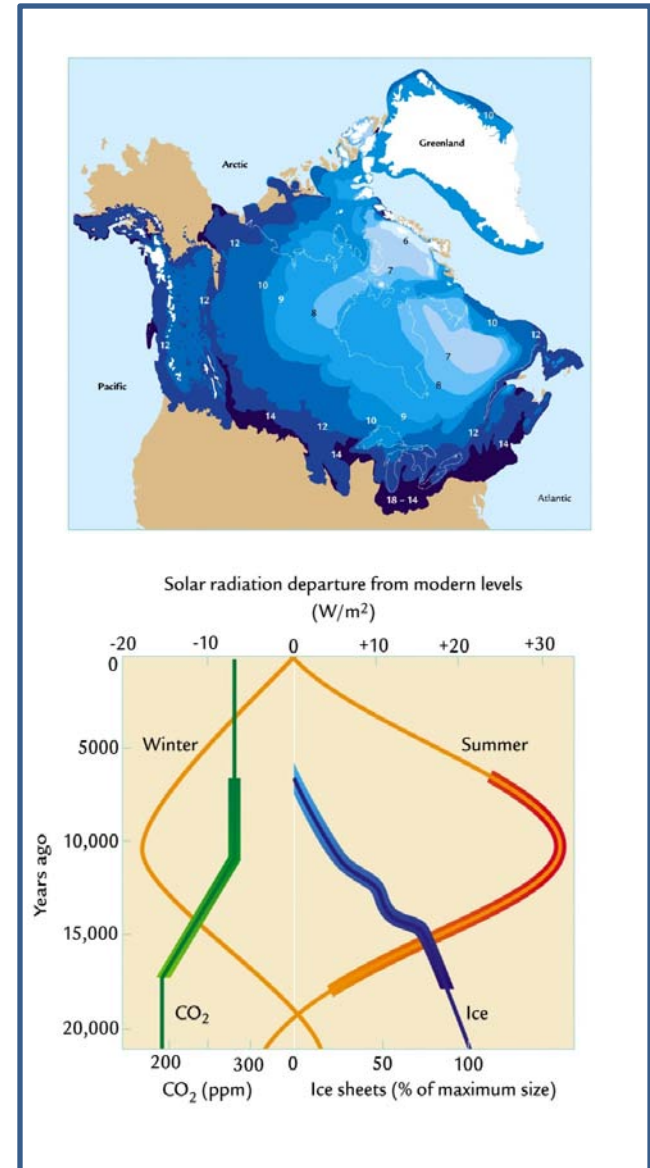 10
Greenland
Arctic
6
12
7
10
9
12
8
10
12
12
7
Pacific
8
14
10
9
12
12
14
14
18 – 14
Atlantic
Solar radiation departure from modern levels
(W/m²)
-20 -10 0 +10 +20 +30
0
5000
10,000
15,000
20,000
Years ago
Winter
Summer
CO₂
Ice
200 300 0 50 100
CO₂ (ppm) Ice sheets (% of maximum size)